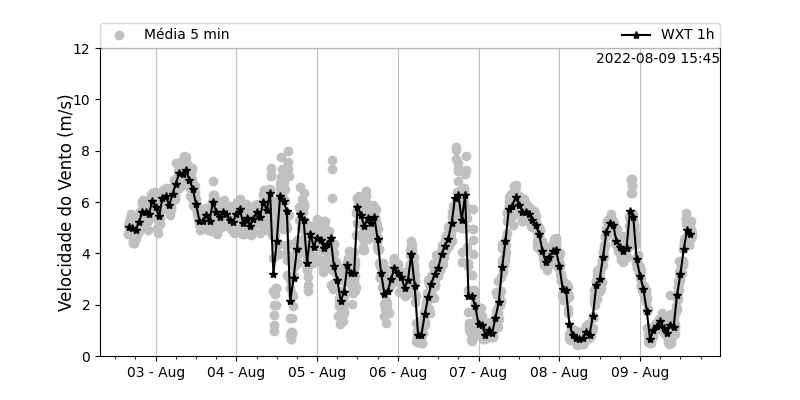 Média 5 min
WXT 1h
2022-08-09 15:45
Velocidade do Vento (m/s)
12
10
8
6
4
2
0
03 - Aug
04 - Aug
05 - Aug
06 - Aug
07 - Aug
08 - Aug
09 - Aug